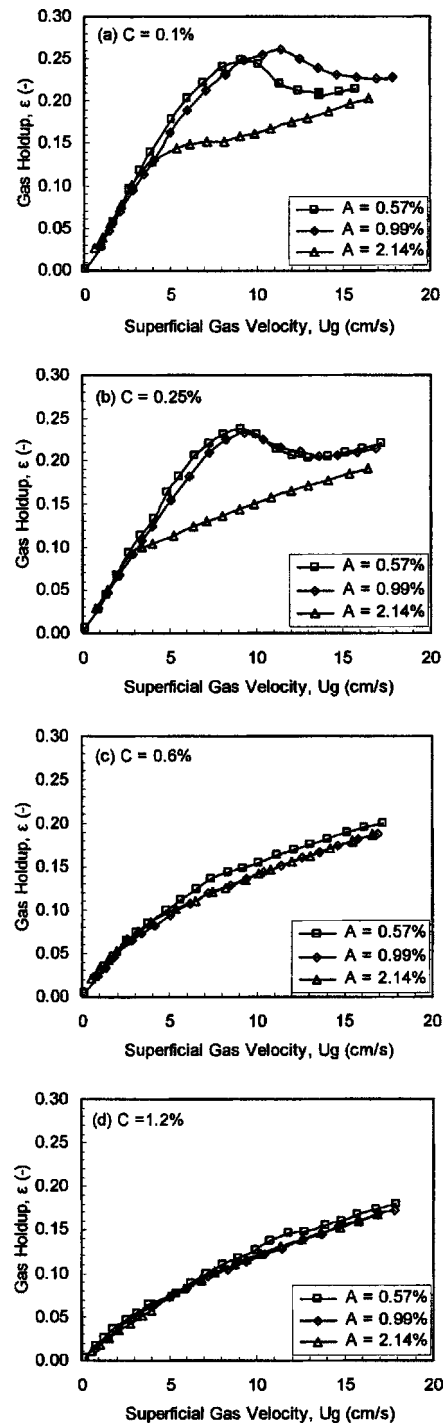 (a) C = 0.1%
0.30
0.25
0.20
0.15
0.10
0.05
0.00
Gas Holdup, ε (-)
A = 0.57%
A = 0.99%
A = 2.14%
0 5 10 15 20
Superficial Gas Velocity, Ug (cm/s)
(b) C = 0.25%
0.30
0.25
0.20
0.15
0.10
0.05
0.00
Gas Holdup, ε (-)
A = 0.57%
A = 0.99%
A = 2.14%
0 5 10 15 20
Superficial Gas Velocity, Ug (cm/s)
(c) C = 0.6%
0.30
0.25
0.20
0.15
0.10
0.05
0.00
Gas Holdup, ε (-)
A = 0.57%
A = 0.99%
A = 2.14%
0 5 10 15 20
Superficial Gas Velocity, Ug (cm/s)
(d) C =1.2%
0.30
0.25
0.20
0.15
0.10
0.05
0.00
Gas Holdup, ε (-)
A = 0.57%
A = 0.99%
A = 2.14%
0 5 10 15 20
Superficial Gas Velocity, Ug (cm/s)